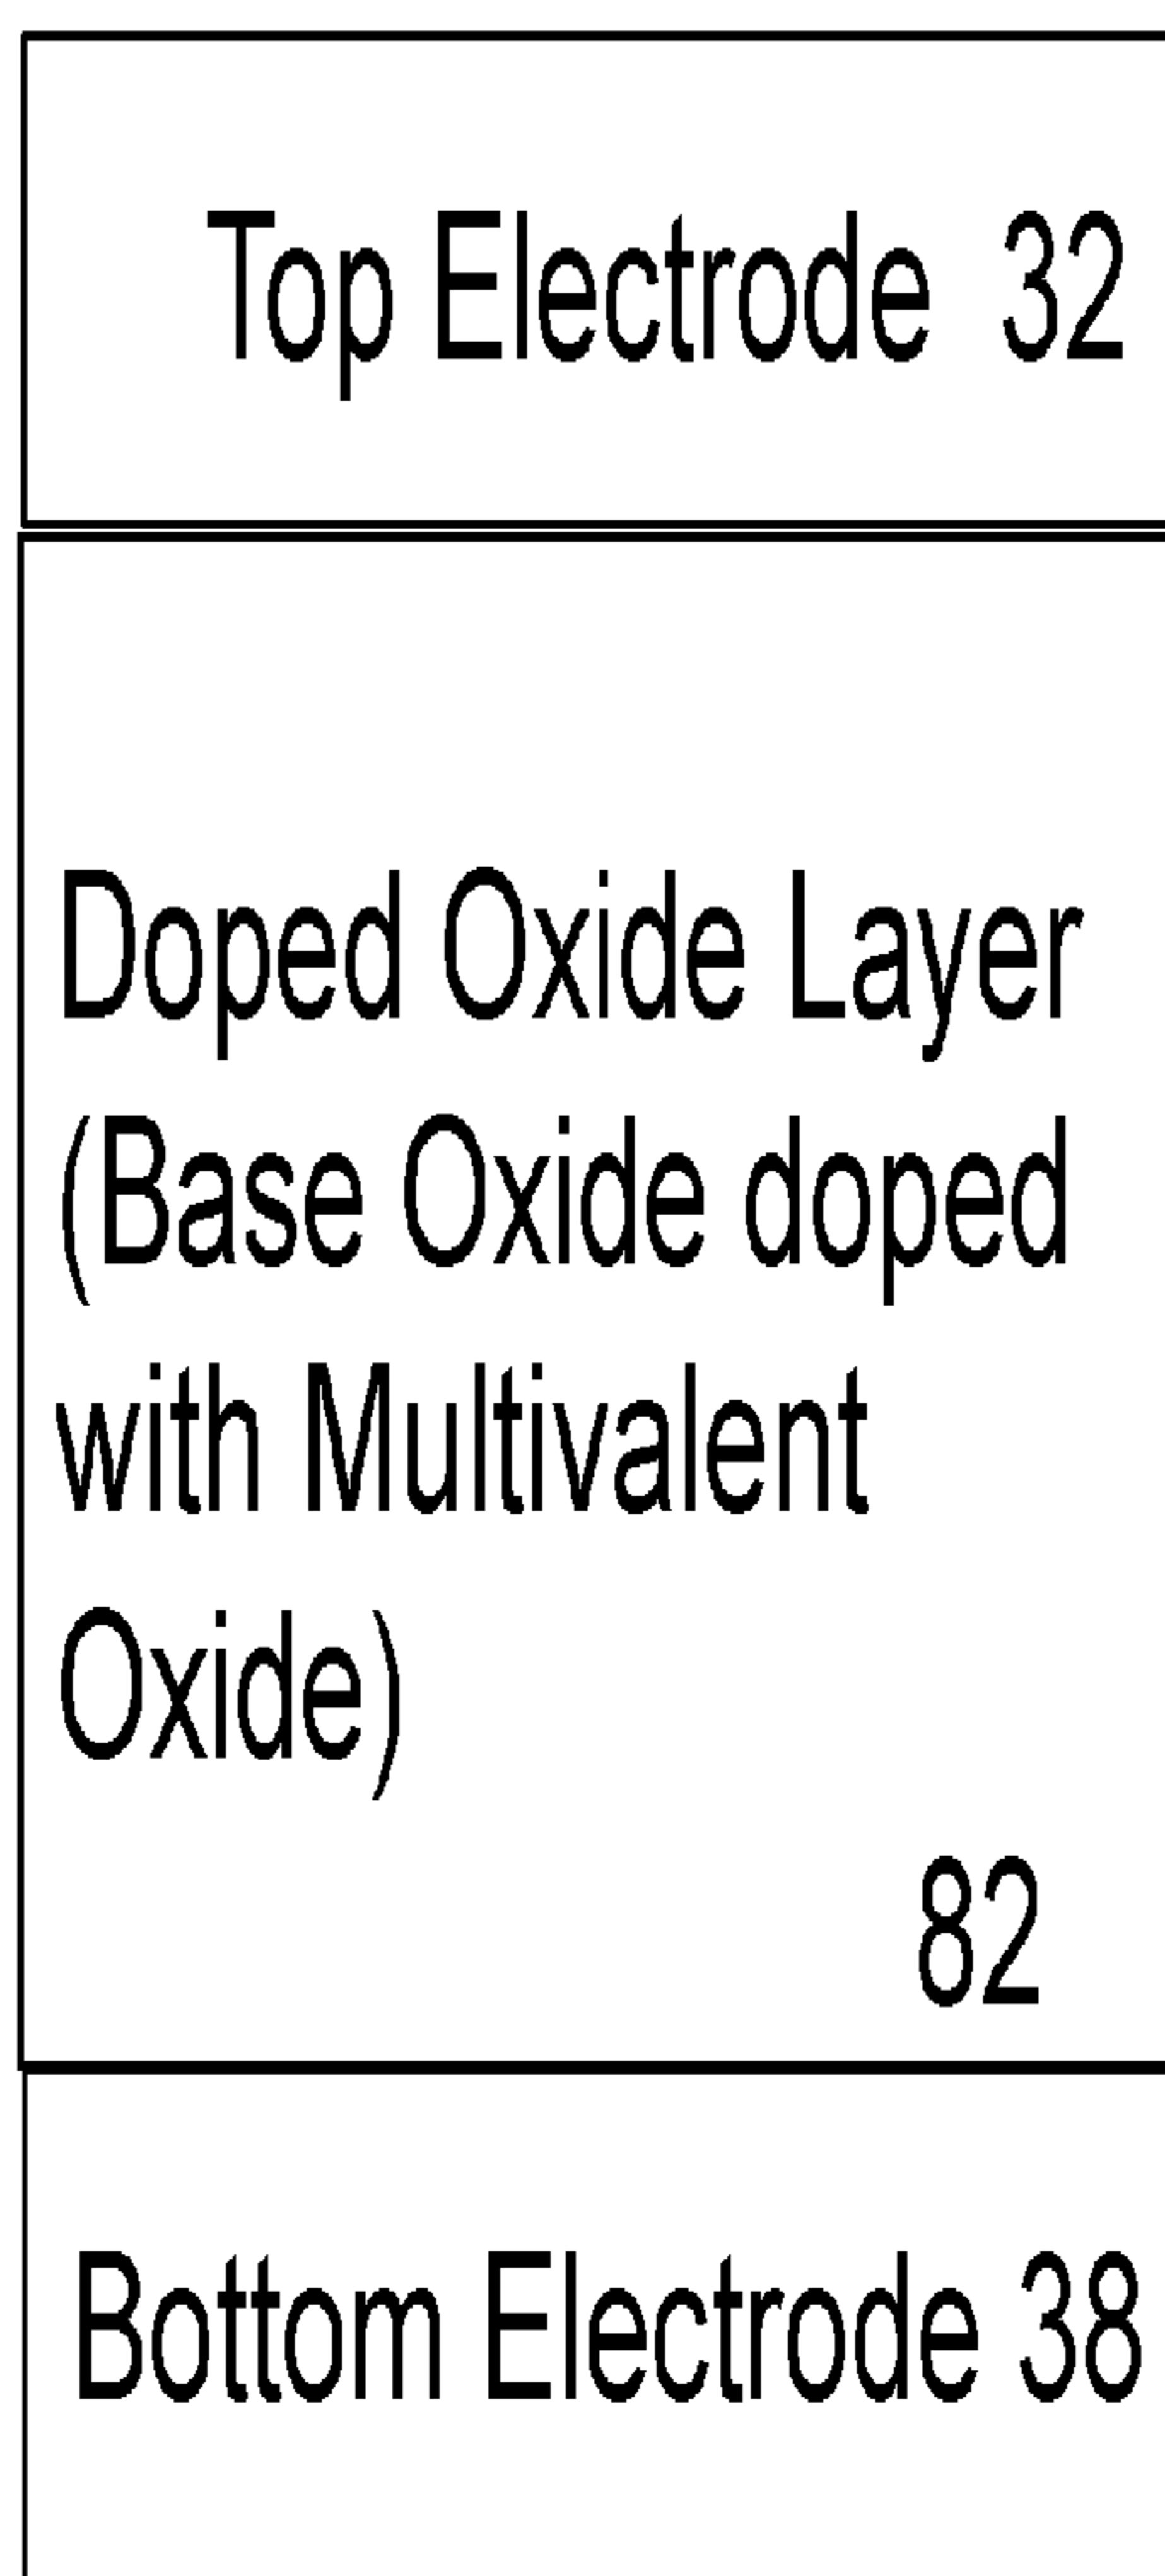 Top Electrode 32
Doped Oxide Layer
(Base Oxide doped
with Multivalent
Oxide)
82
Bottom Electrode 38